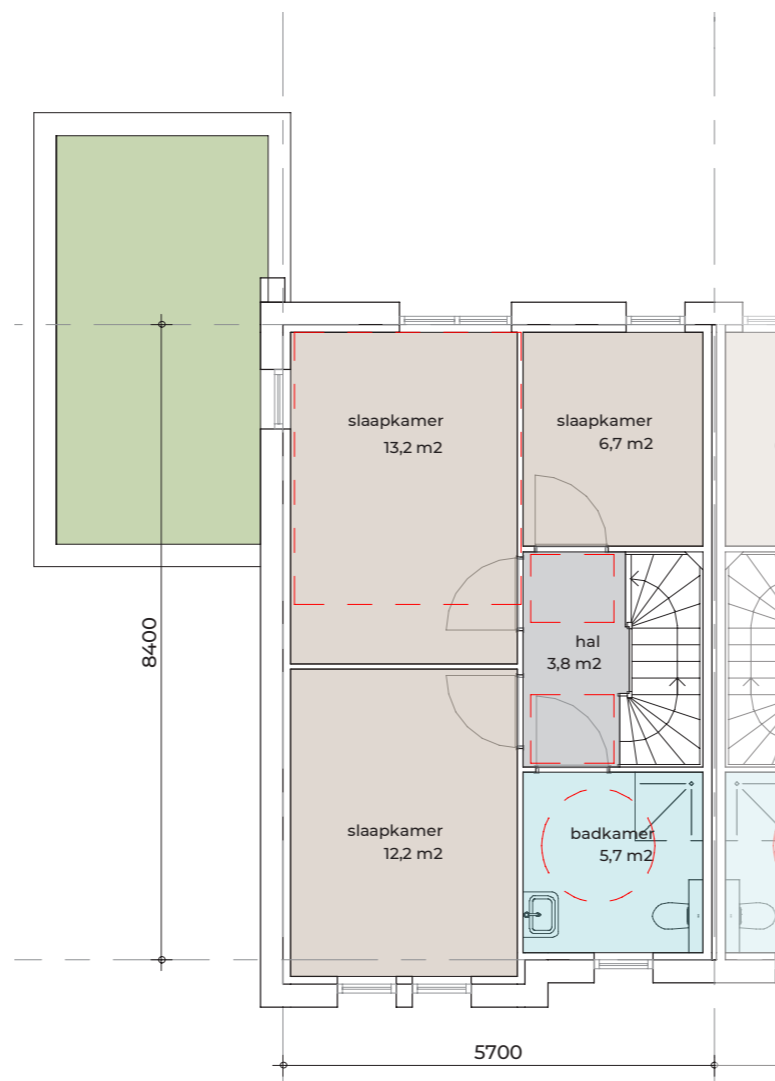 slaapkamer
13,2 m2
slaapkamer
6,7 m2
8400
hal
3,8 m2
slaapkamer
12,2 m2
badkamer
5,7 m2
5700